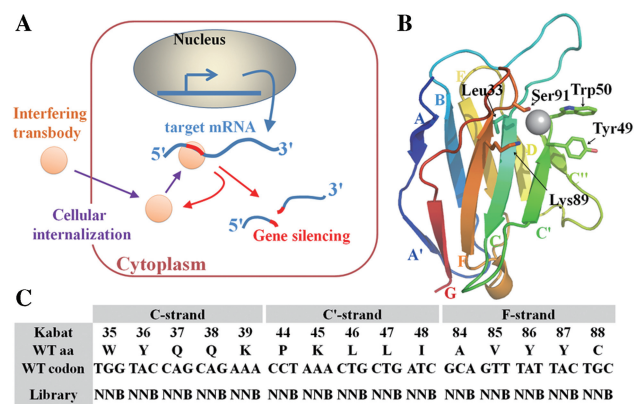 A
Nucleus
Interfering
transbody
target mRNA
5'
3'
Cellular
internalization
3'
5'
Gene silencing
Cytoplasm
B
E
Leu33
Ser91
Trp50
B
A
Tyr49
D
C''
Lys89
C
C'
A'
F
G
C
C-strand C'-strand F-strand
Kabat 35 36 37 38 39 44 45 46 47 48 84 85 86 87 88
WT aa W Y Q Q K P K L L I A V Y Y C
WT codon TGG TAC CAG CAG AAA CCT AAA CTG CTG ATC GCA GTT TAT TAC TGC
Library NNB NNB NNB NNB NNB NNB NNB NNB NNB NNB NNB NNB NNB NNB NNB